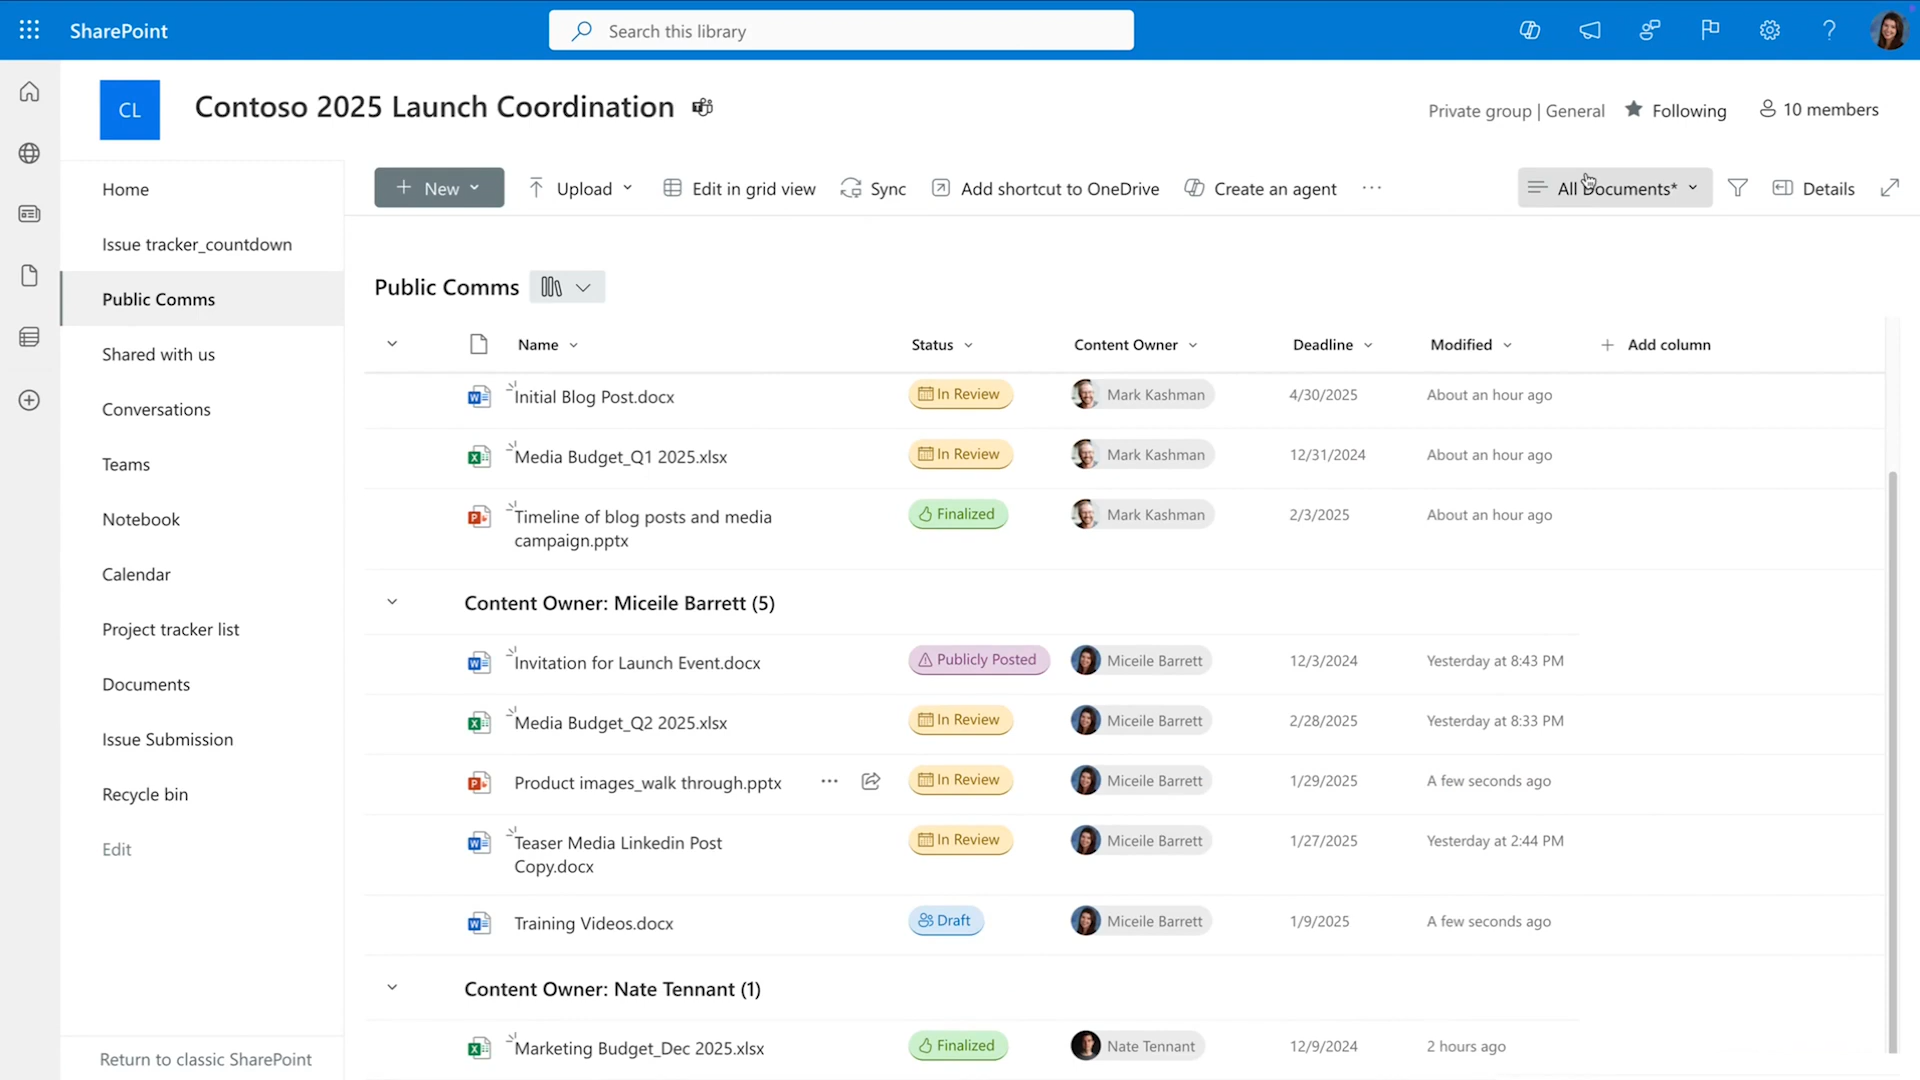 SharePoint
Search this library
CL
Contoso 2025 Launch Coordination
Private group | General
Following
10 members
Home
Issue tracker_countdown
Public Comms
Shared with us
Conversations
Teams
Notebook
Calendar
Project tracker list
Documents
Issue Submission
Recycle bin
Edit
Return to classic SharePoint
New
Upload
Edit in grid view
Sync
Add shortcut to OneDrive
Create an agent
All Documents*
Details
Public Comms
Name Status Content Owner Deadline Modified Add column
Initial Blog Post.docx In Review Mark Kashman 4/30/2025 About an hour ago
Media Budget_Q1 2025.xlsx In Review Mark Kashman 12/31/2024 About an hour ago
Timeline of blog posts and media Finalized Mark Kashman 2/3/2025 About an hour ago
campaign.pptx
Content Owner: Miceile Barrett (5)
Invitation for Launch Event.docx Publicly Posted Miceile Barrett 12/3/2024 Yesterday at 8:43 PM
Media Budget_Q2 2025.xlsx In Review Miceile Barrett 2/28/2025 Yesterday at 8:33 PM
Product images_walk through.pptx In Review Miceile Barrett 1/29/2025 A few seconds ago
Teaser Media Linkedin Post In Review Miceile Barrett 1/27/2025 Yesterday at 2:44 PM
Copy.docx
Training Videos.docx Draft Miceile Barrett 1/9/2025 A few seconds ago
Content Owner: Nate Tennant (1)
Marketing Budget_Dec 2025.xlsx Finalized Nate Tennant 12/9/2024 2 hours ago